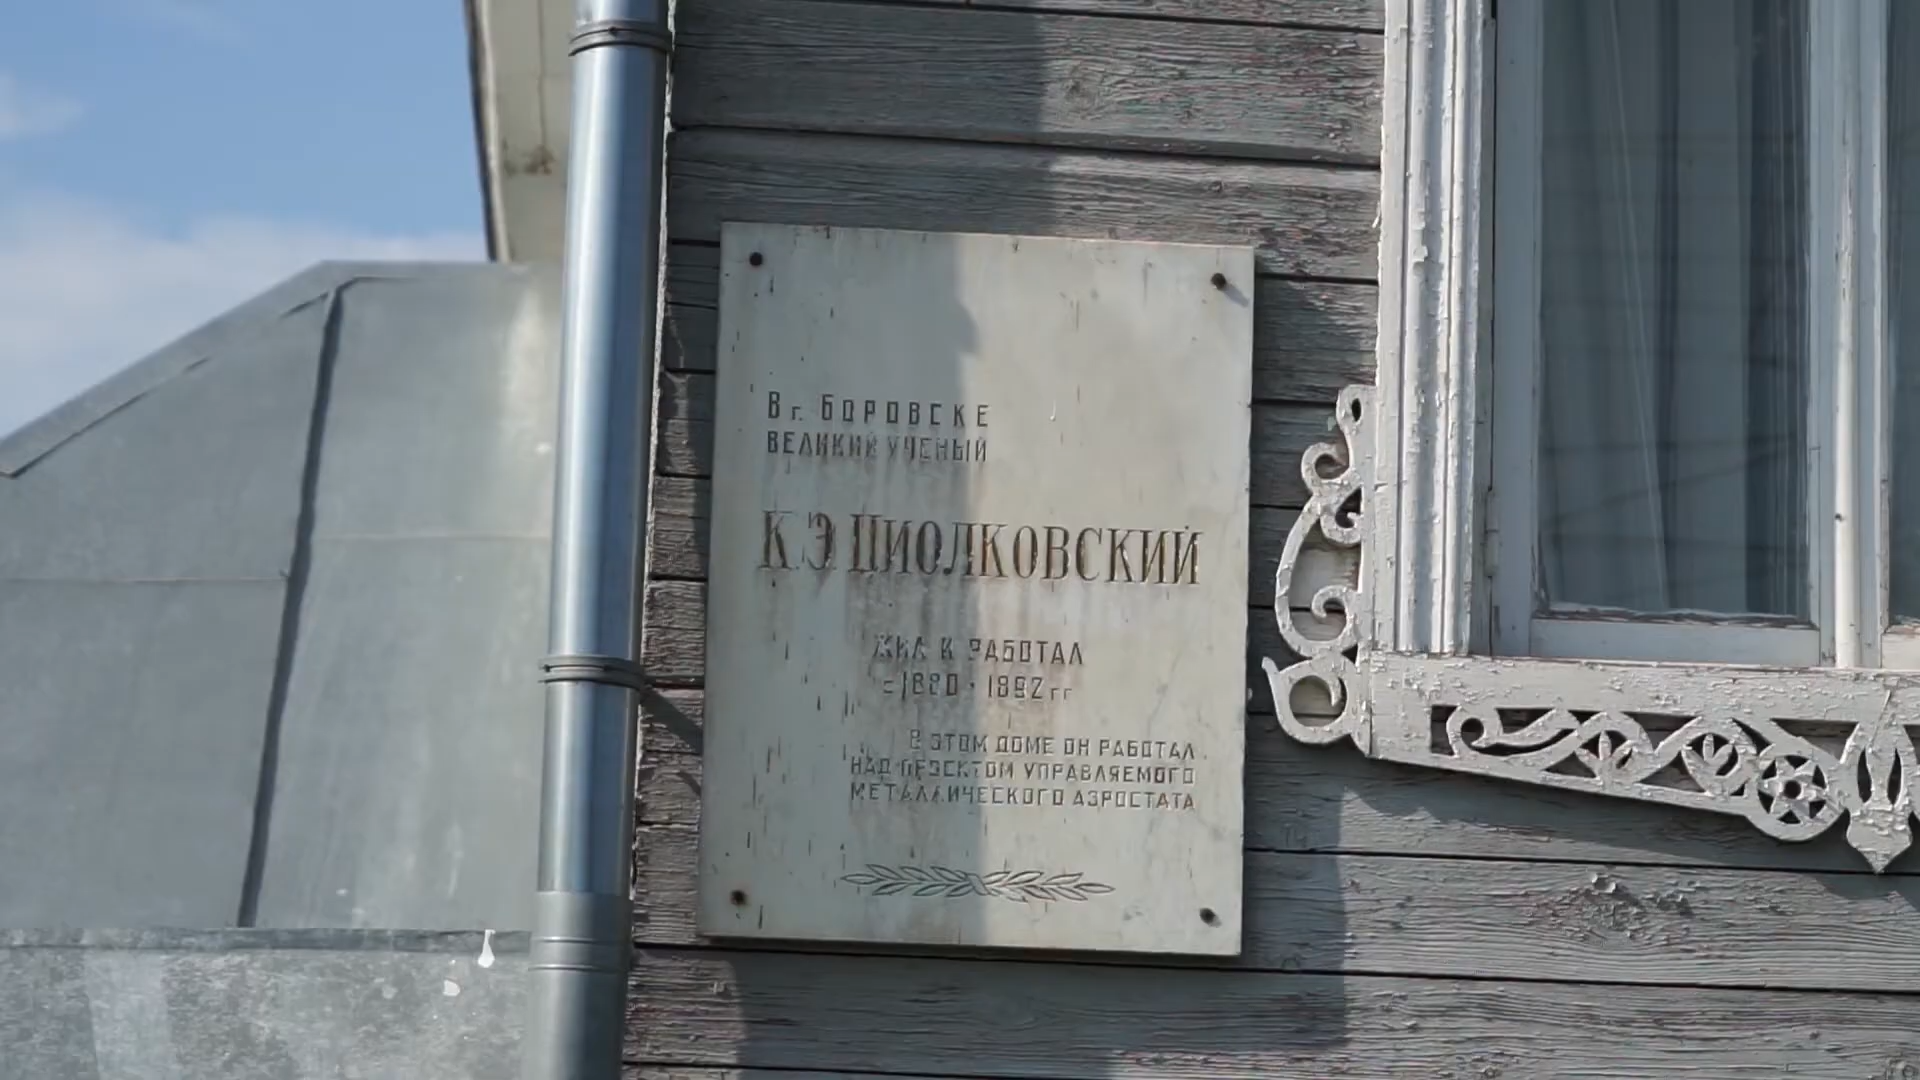 В г. БОРОВСКЕ
ВЕЛИКИЙ УЧЕНЫЙ
К.Э. ЦИОЛКОВСКИЙ
ЖИЛ И РАБОТАЛ
с 1880 - 1892 гг
В ЭТОМ ДОМЕ ОН РАБОТАЛ
НАД ПРОЕКТОМ УПРАВЛЯЕМОГО
МЕТАЛЛИЧЕСКОГО АЭРОСТАТА